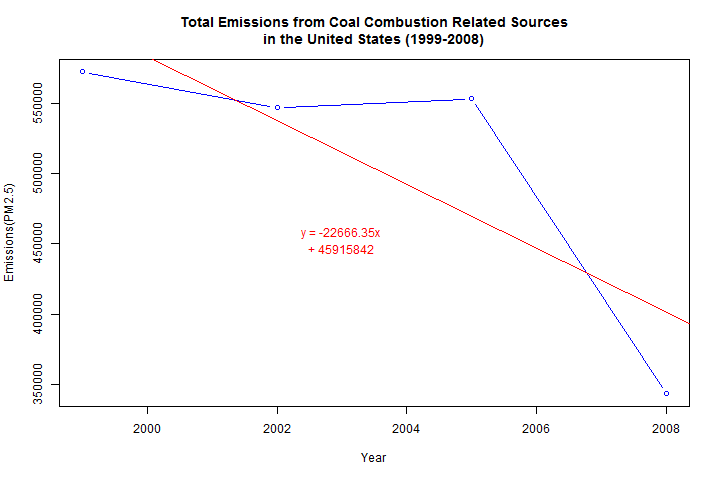 Total Emissions from Coal Combustion Related Sources
in the United States (1999-2008)
Emissions(PM2.5)
550000
500000
450000
400000
350000
y = -22666.35x
+ 45915842
2000
2002
2004
2006
2008
Year